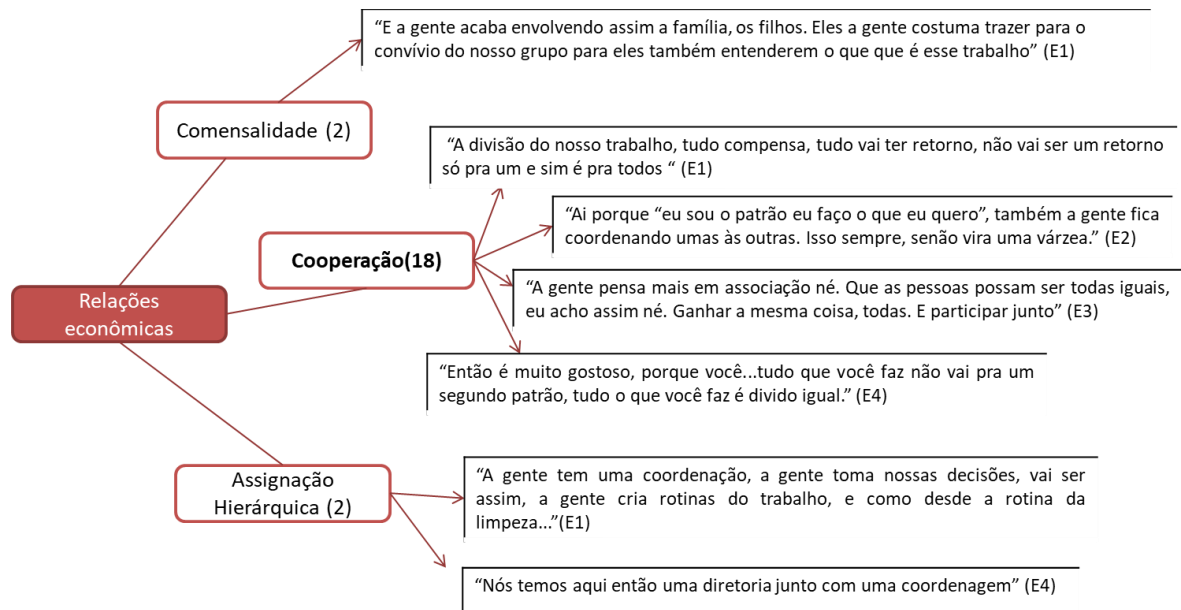 “E a gente acaba envolvendo assim a família, os filhos. Eles a gente costuma trazer para o
convívio do nosso grupo para eles também entenderem o que que é esse trabalho” (E1)
Comensalidade (2)
“A divisão do nosso trabalho, tudo compensa, tudo vai ter retorno, não vai ser um retorno
só pra um e sim é pra todos “ (E1)
“Ai porque “eu sou o patrão eu faço o que eu quero”, também a gente fica
coordenando umas às outras. Isso sempre, senão vira uma várzea.” (E2)
Cooperação(18)
“A gente pensa mais em associação né. Que as pessoas possam ser todas iguais,
eu acho assim né. Ganhar a mesma coisa, todas. E participar junto” (E3)
Relações
econômicas
“Então é muito gostoso, porque você...tudo que você faz não vai pra um
segundo patrão, tudo o que você faz é divido igual.” (E4)
Assignação
Hierárquica (2)
“A gente tem uma coordenação, a gente toma nossas decisões, vai ser
assim, a gente cria rotinas do trabalho, e como desde a rotina da
limpeza...”(E1)
“Nós temos aqui então uma diretoria junto com uma coordenagem” (E4)